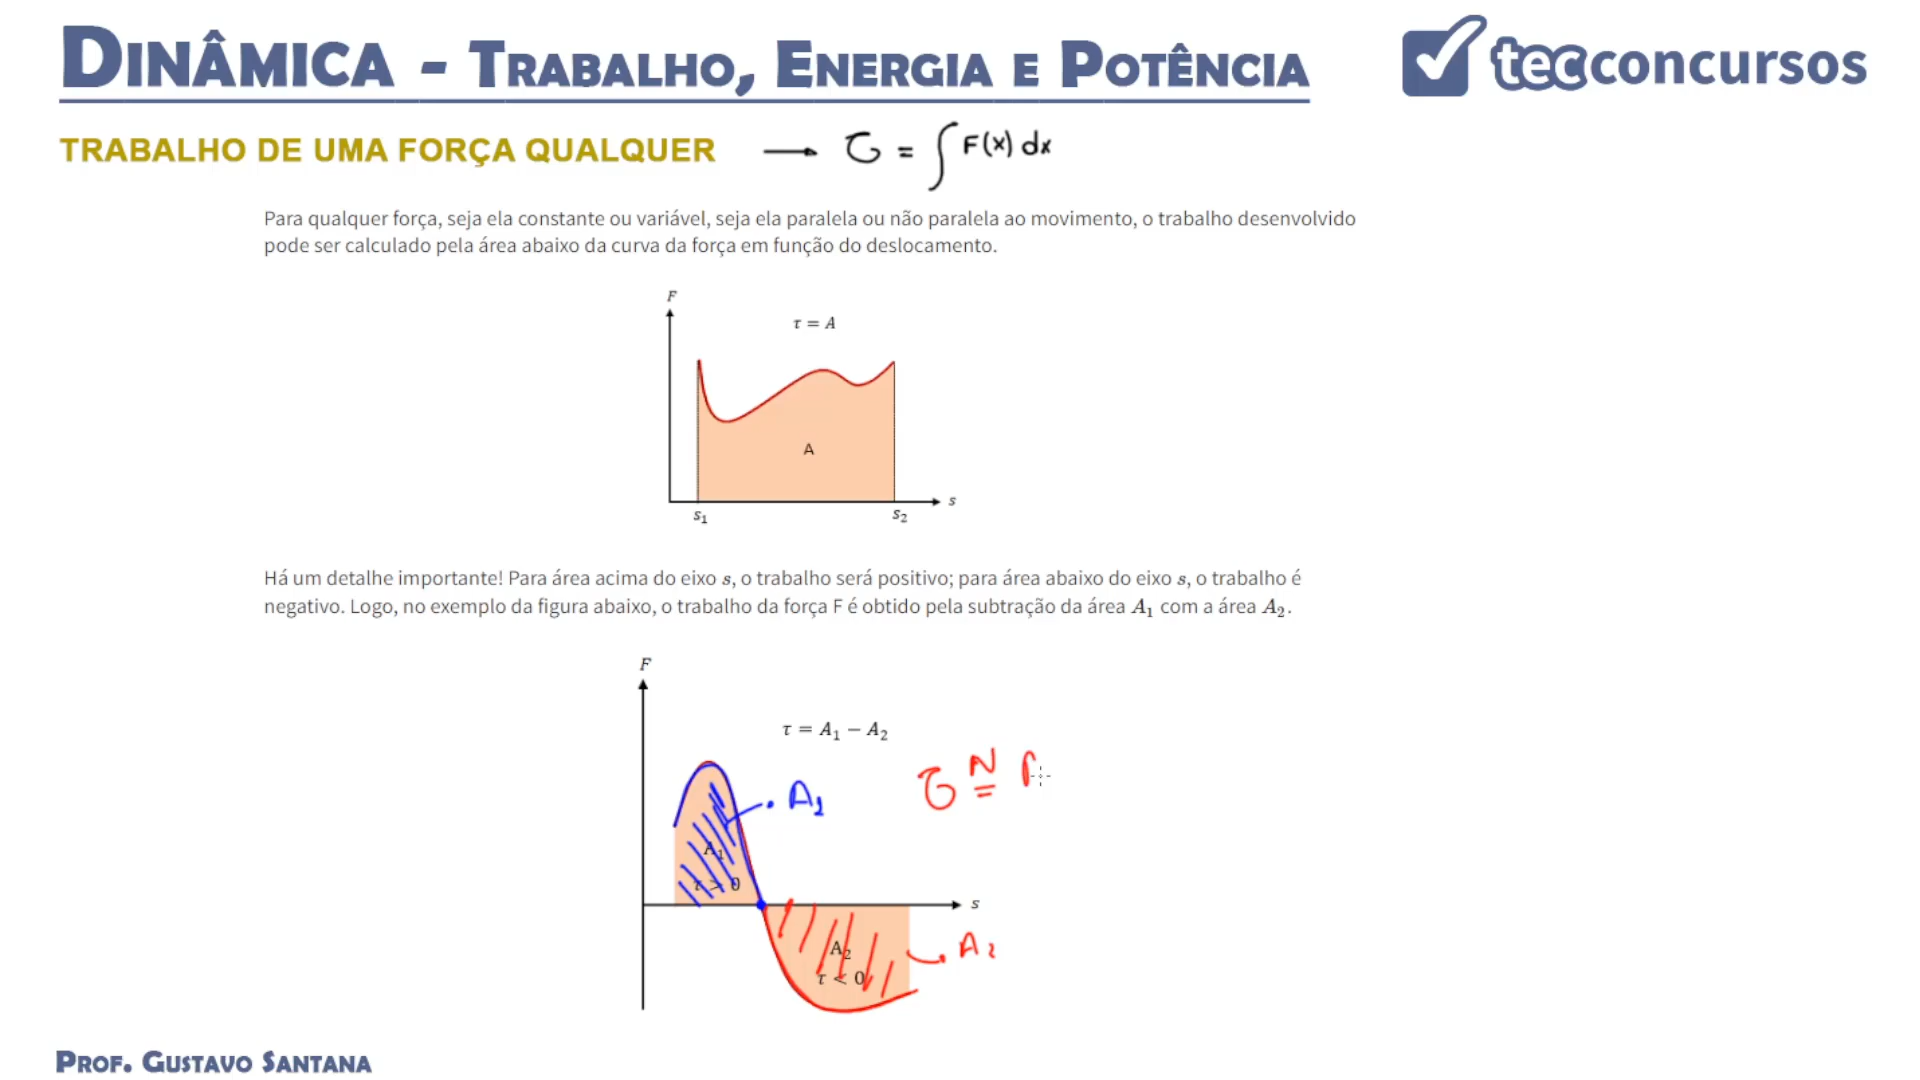 DINÂMICA - TRABALHO, ENERGIA E POTÊNCIA
tecconcursos
TRABALHO DE UMA FORÇA QUALQUER → τ = ∫ F(x) dx
Para qualquer força, seja ela constante ou variável, seja ela paralela ou não paralela ao movimento, o trabalho desenvolvido
pode ser calculado pela área abaixo da curva da força em função do deslocamento.
F
τ = A
A
s
s₁ s₂
Há um detalhe importante! Para área acima do eixo s, o trabalho será positivo; para área abaixo do eixo s, o trabalho é
negativo. Logo, no exemplo da figura abaixo, o trabalho da força F é obtido pela subtração da área A₁ com a área A₂.
F
τ = A₁ − A₂
τ N =
A₁
A₁
τ > 0
s
A₂
A₂
τ < 0
PROF. GUSTAVO SANTANA